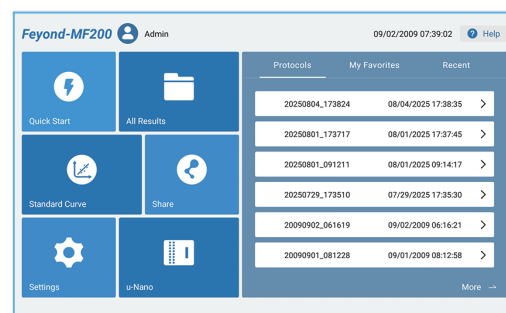 Feyond-MF200 Admin 09/02/2009 07:39:02 ? Help
Protocols My Favorites Recent
Quick Start All Results
20250804_173824 08/04/2025 17:38:35
20250801_173717 08/01/2025 17:37:45
20250801_091211 08/01/2025 09:14:17
20250729_173510 07/29/2025 17:35:30
20090902_061619 09/02/2009 06:16:21
20090901_081228 09/01/2009 08:12:58
Standard Curve Share
Settings u-Nano
More →